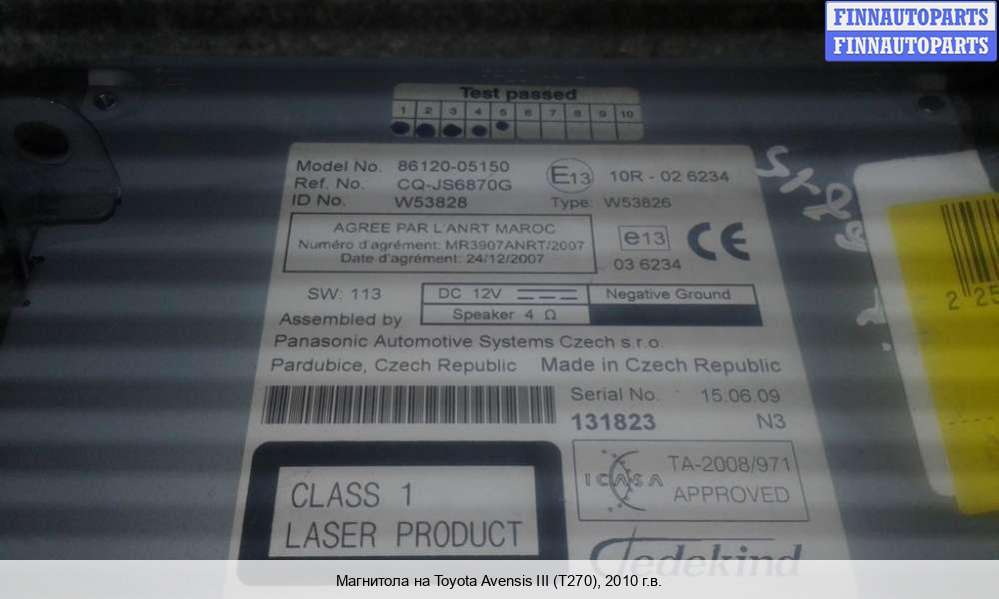 FINNAUTOPARTS
FINNAUTOPARTS
Test passed
1 2 3 4 5 6 7 8 9 10
Model No. 86120-05150
Ref. No. CQ-JS6870G
ID No. W53828
E13 10R - 02 6234
Type: W53826
AGREE PAR L'ANRT MAROC
Numéro d'agrément: MR3907ANRT/2007
Date d'agrément: 24/12/2007
e13
03 6234
CE
SW: 113
DC 12V
Negative Ground
Speaker 4 Ω
Assembled by
Panasonic Automotive Systems Czech s.r.o.
Pardubice, Czech Republic Made in Czech Republic
Serial No. 15.06.09
131823 N3
ICASA
TA-2008/971
APPROVED
CLASS 1
LASER PRODUCT
Tedekind
2 25
Магнитола на Toyota Avensis III (T270), 2010 г.в.